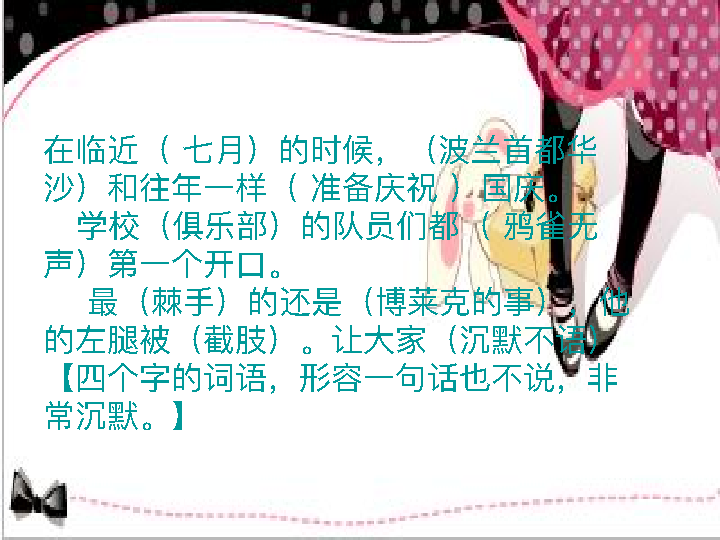 在临近（ 七月）的时候，（波兰首都华
沙）和往年一样（ 准备庆祝 ）国庆。
学校（俱乐部）的队员们都（ 鸦雀无
声）第一个开口。
最（棘手）的还是（博莱克的事），他
的左腿被（截肢）。让大家（沉默不语）
【四个字的词语，形容一句话也不说，非
常沉默。】